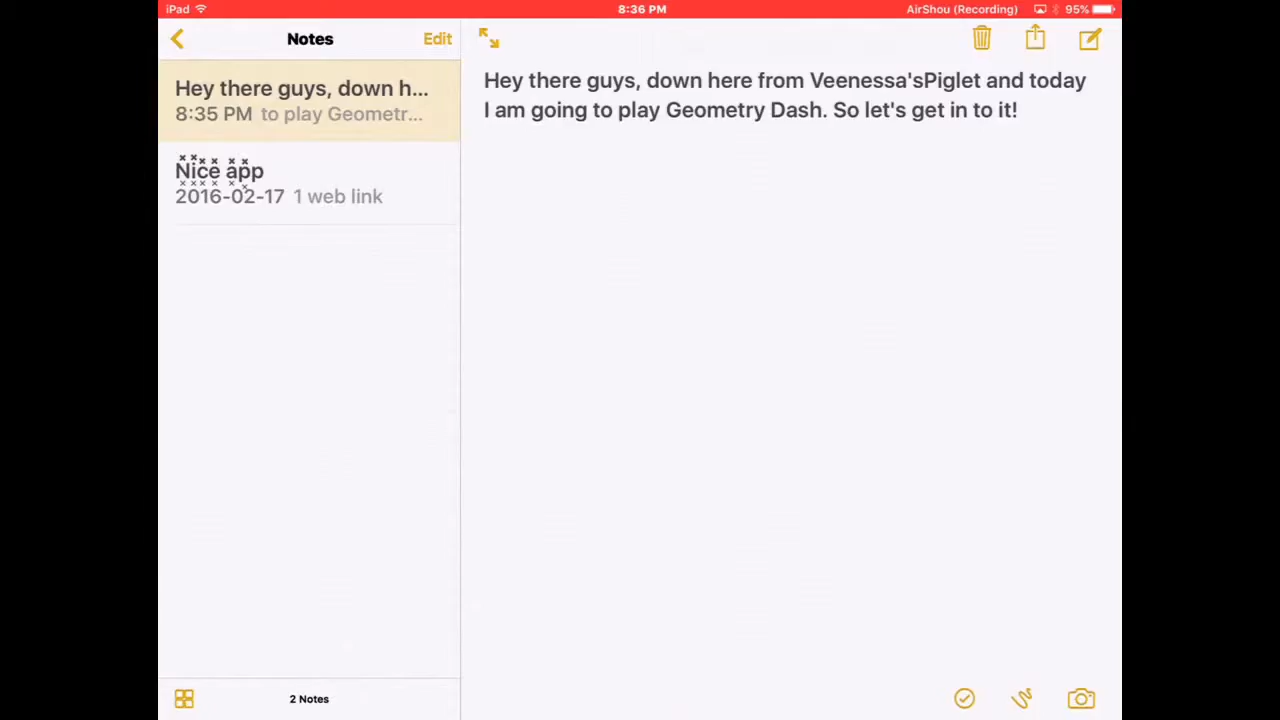 iPad 8:36 PM AirShou (Recording) 95%
Notes Edit
Hey there guys, down h...
8:35 PM to play Geometr...
Nice app
2016-02-17 1 web link
2 Notes
Hey there guys, down here from Veenessa'sPiglet and today
I am going to play Geometry Dash. So let's get in to it!